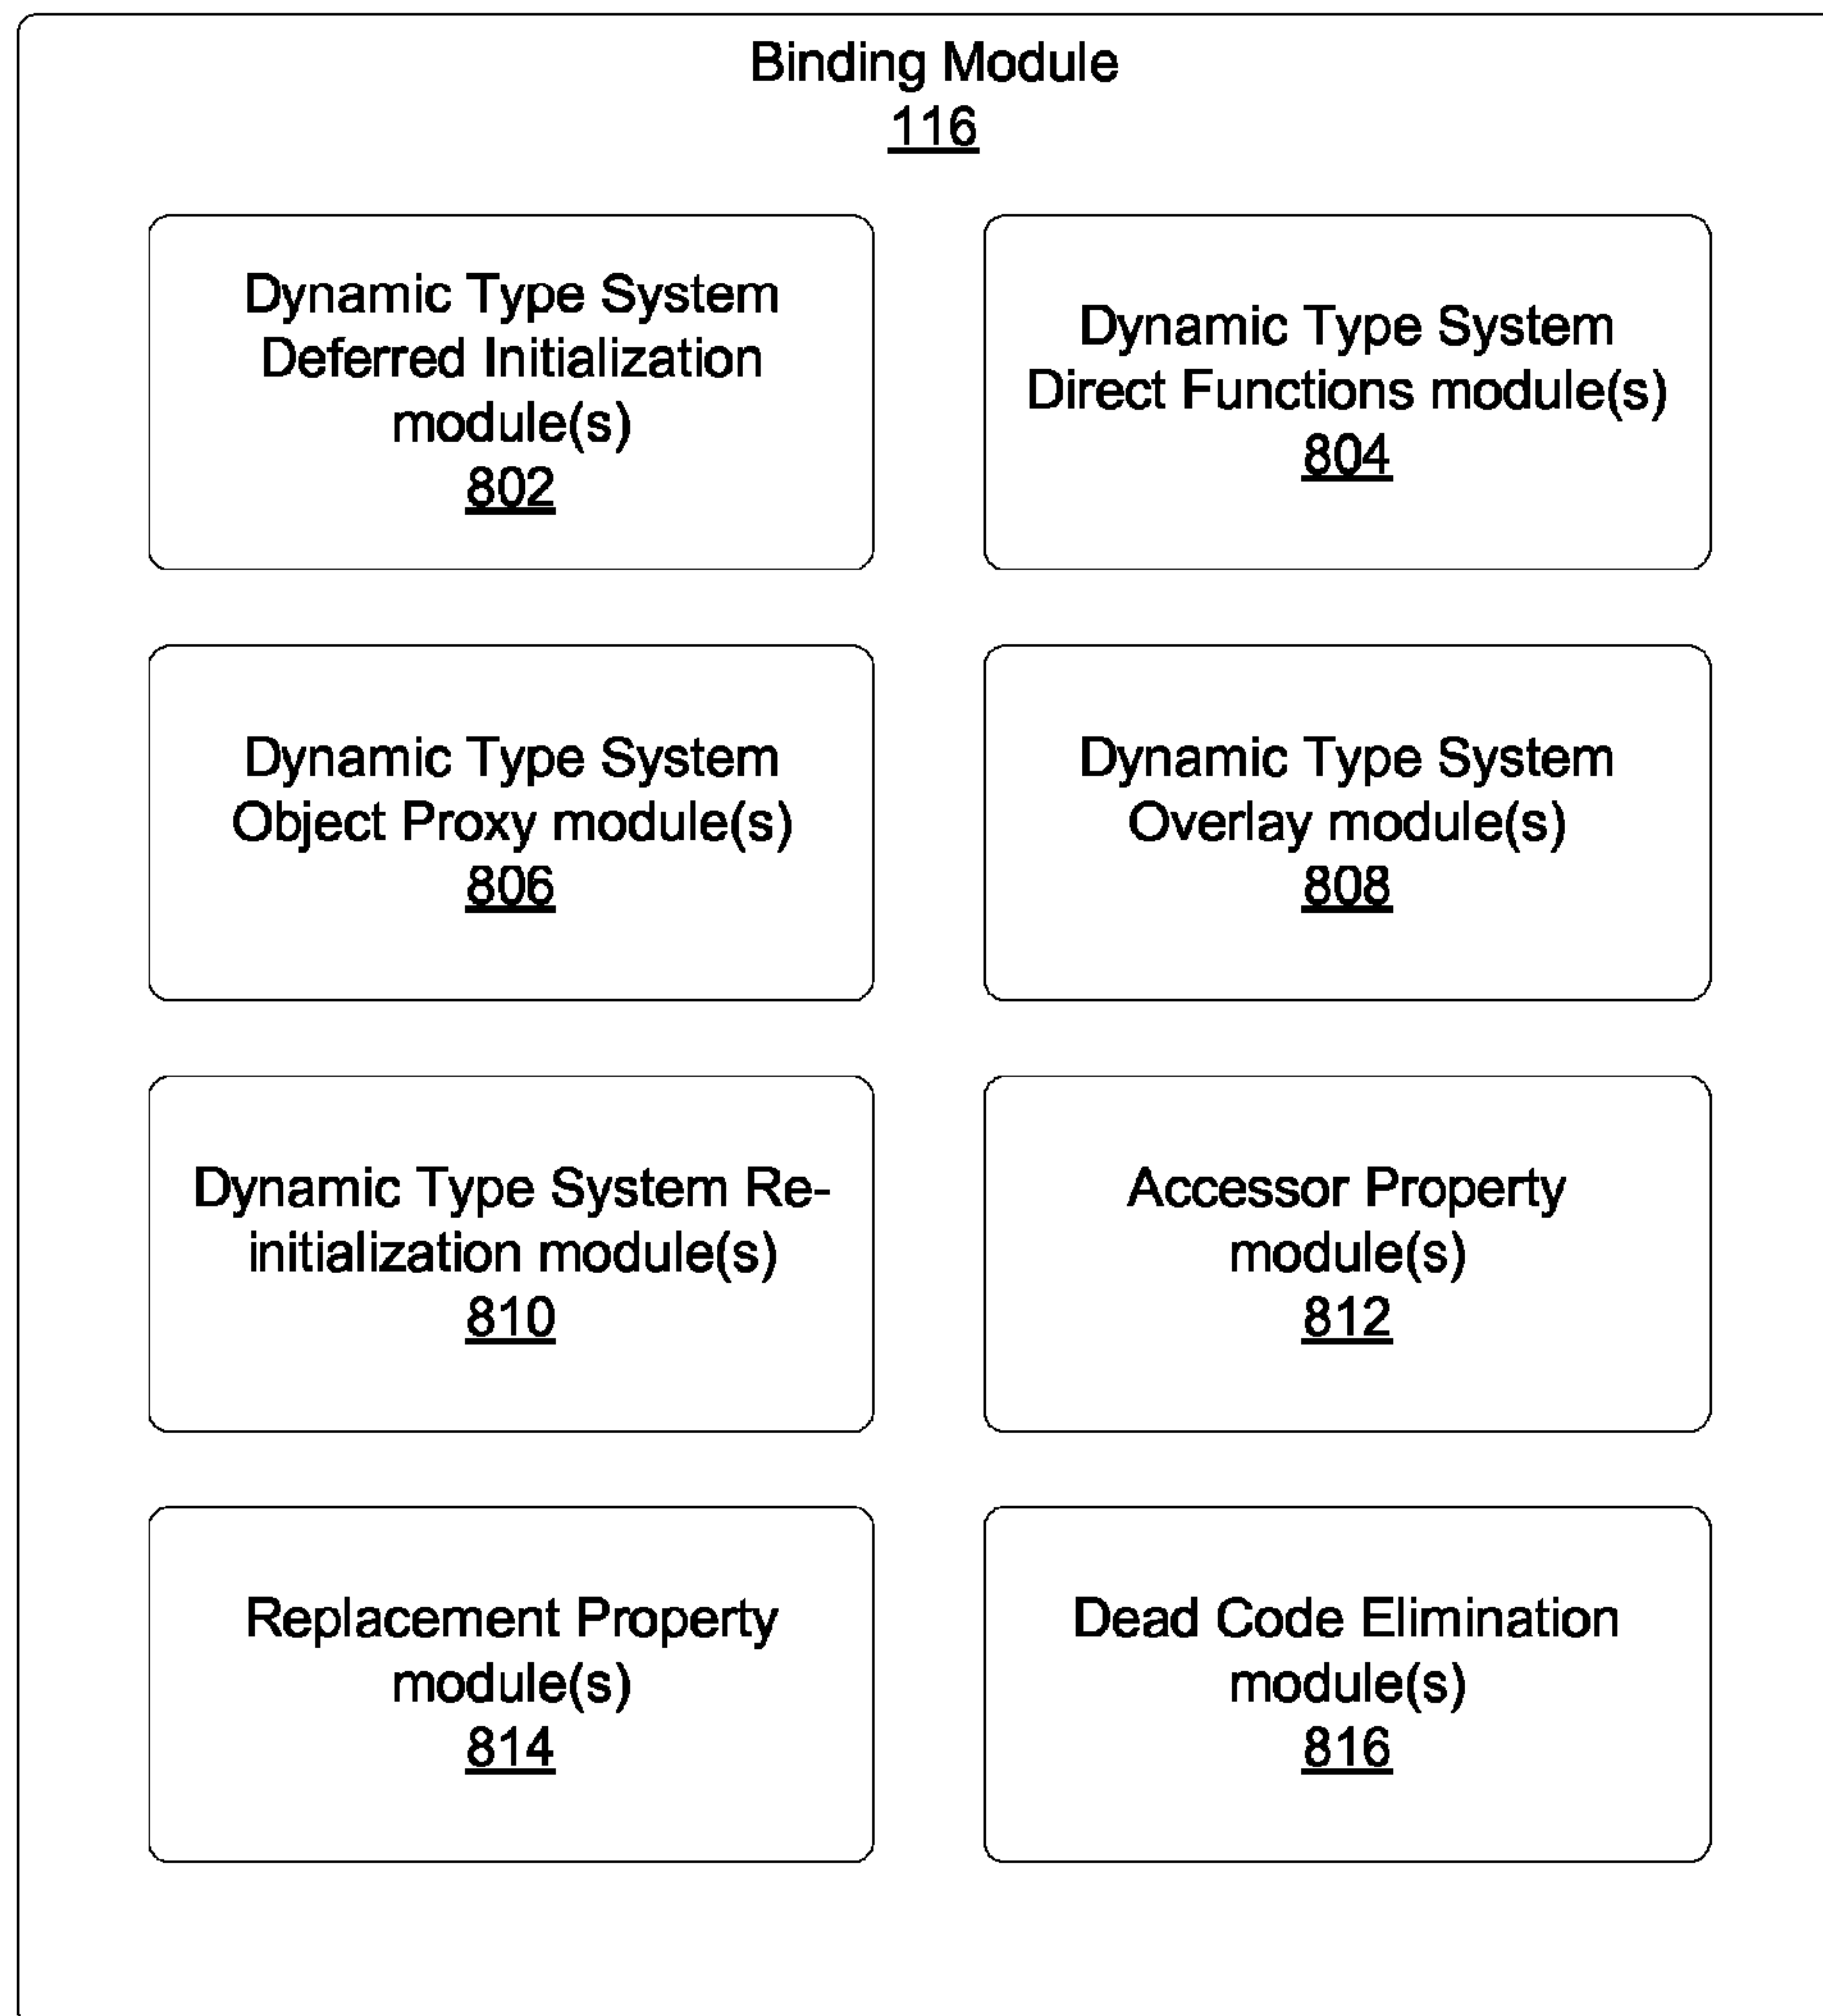 Binding Module
116
Dynamic Type System
Deferred Initialization
module(s)
802
Dynamic Type System
Direct Functions module(s)
804
Dynamic Type System
Object Proxy module(s)
806
Dynamic Type System
Overlay module(s)
808
Dynamic Type System Re-
initialization module(s)
810
Accessor Property
module(s)
812
Replacement Property
module(s)
814
Dead Code Elimination
module(s)
816